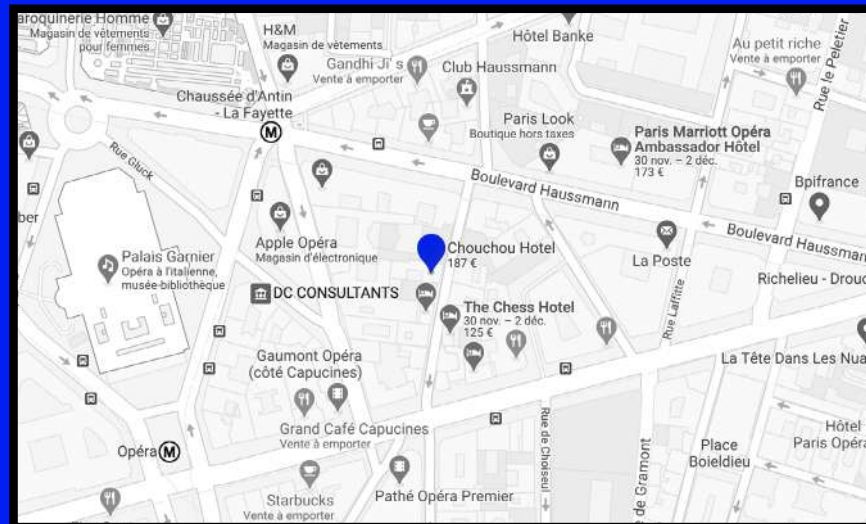 aroquinerie Homme
Magasin de vêtements
pour femmes
H&M
Magasin de vêtements
Gandhi Ji's
Vente à emporter
Hôtel Banke
Club Haussmann
Au petit riche
Vente à emporter
Rue le Peletier
Chaussée d'Antin
- La Fayette
M
Paris Look
Boutique hors taxes
Paris Marriott Opéra
Ambassador Hôtel
30 nov. – 2 déc.
173 €
Rue Gluck
Boulevard Haussmann
Bpifrance
ber
Palais Garnier
Opéra à l'italienne,
musée-bibliothèque
Apple Opéra
Magasin d'électronique
Chouchou Hotel
187 €
La Poste
Boulevard Haussmann
Richelieu - Drouo
DC CONSULTANTS
The Chess Hotel
30 nov. – 2 déc.
125 €
Rue Laffitte
La Tête Dans Les Nua
Gaumont Opéra
(côté Capucines)
Grand Café Capucines
Vente à emporter
Opéra
M
Rue de Choiseul
e de Gramont
Place
Boieldieu
Hôtel
Paris Opéra
Starbucks
Vente à emporter
Pathé Opéra Premier